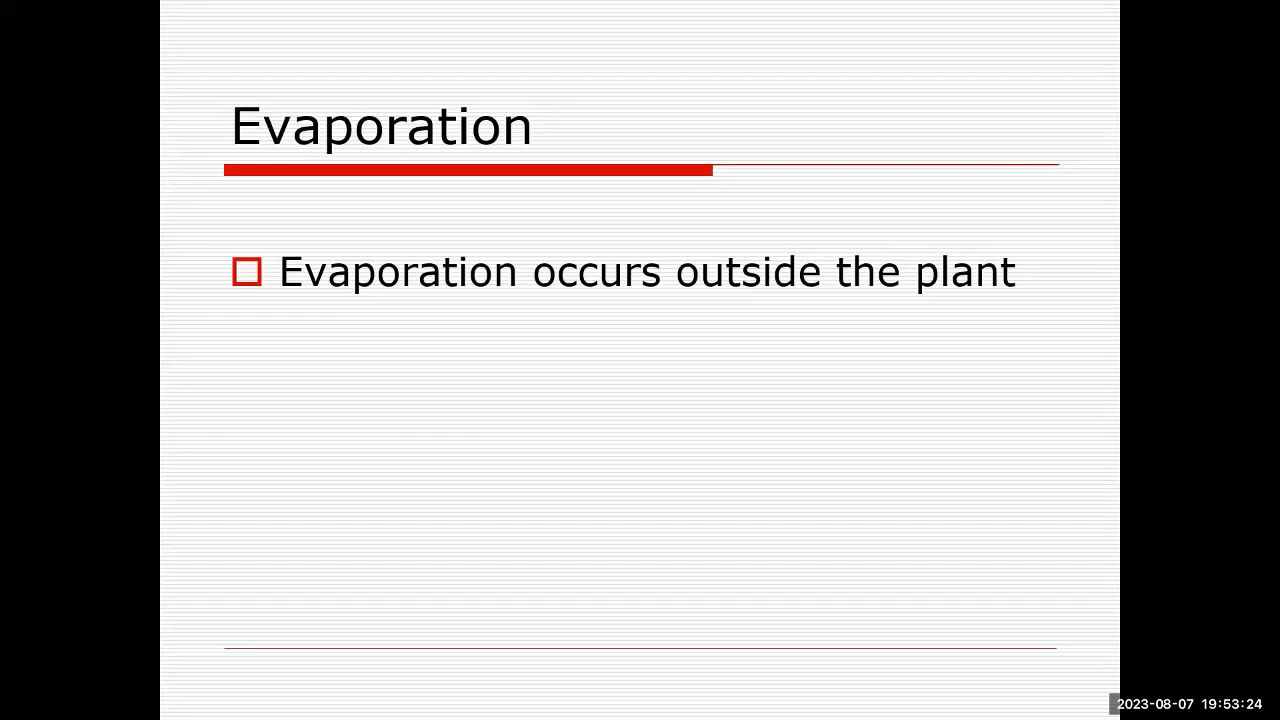 Evaporation
Evaporation occurs outside the plant
2023-08-07 19:53:24